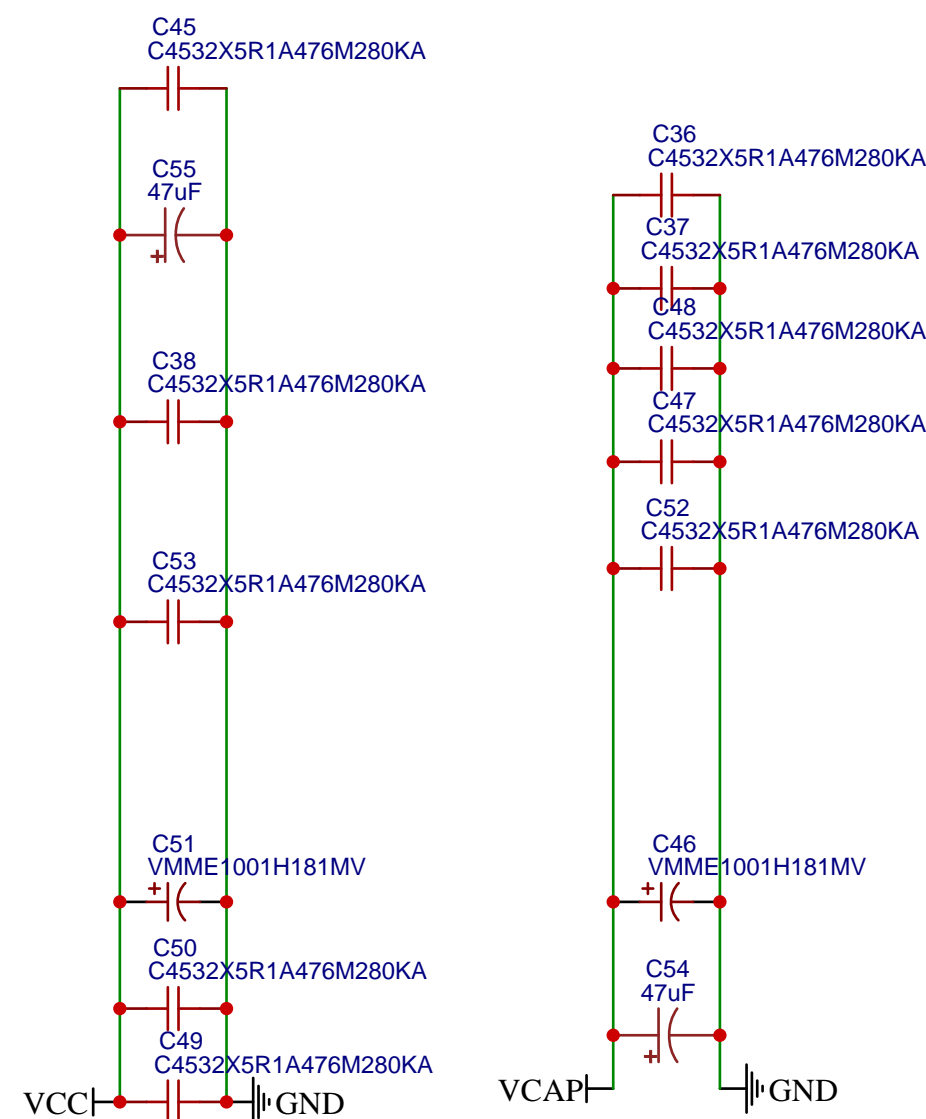 C45
C4532X5R1A476M280KA
C55
47uF
+
C38
C4532X5R1A476M280KA
C53
C4532X5R1A476M280KA
C51
VMME1001H181MV
+
C50
C4532X5R1A476M280KA
C49
C4532X5R1A476M280KA
VCC
GND
C36
C4532X5R1A476M280KA
C37
C4532X5R1A476M280KA
C48
C4532X5R1A476M280KA
C47
C4532X5R1A476M280KA
C52
C4532X5R1A476M280KA
C46
VMME1001H181MV
+
C54
47uF
+
VCAP
GND